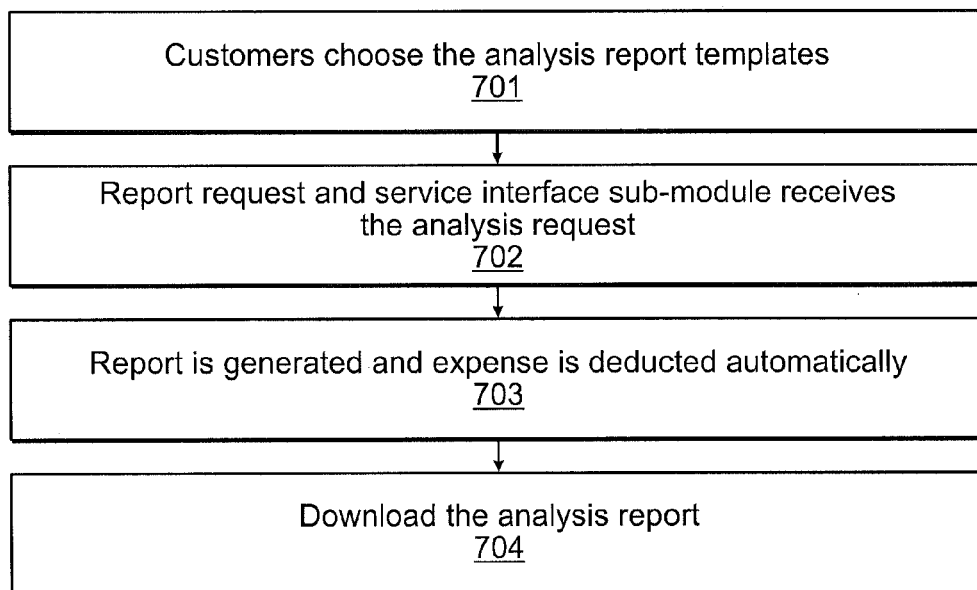 Customers choose the analysis report templates
701
Report request and service interface sub-module receives
the analysis request
702
Report is generated and expense is deducted automatically
703
Download the analysis report
704